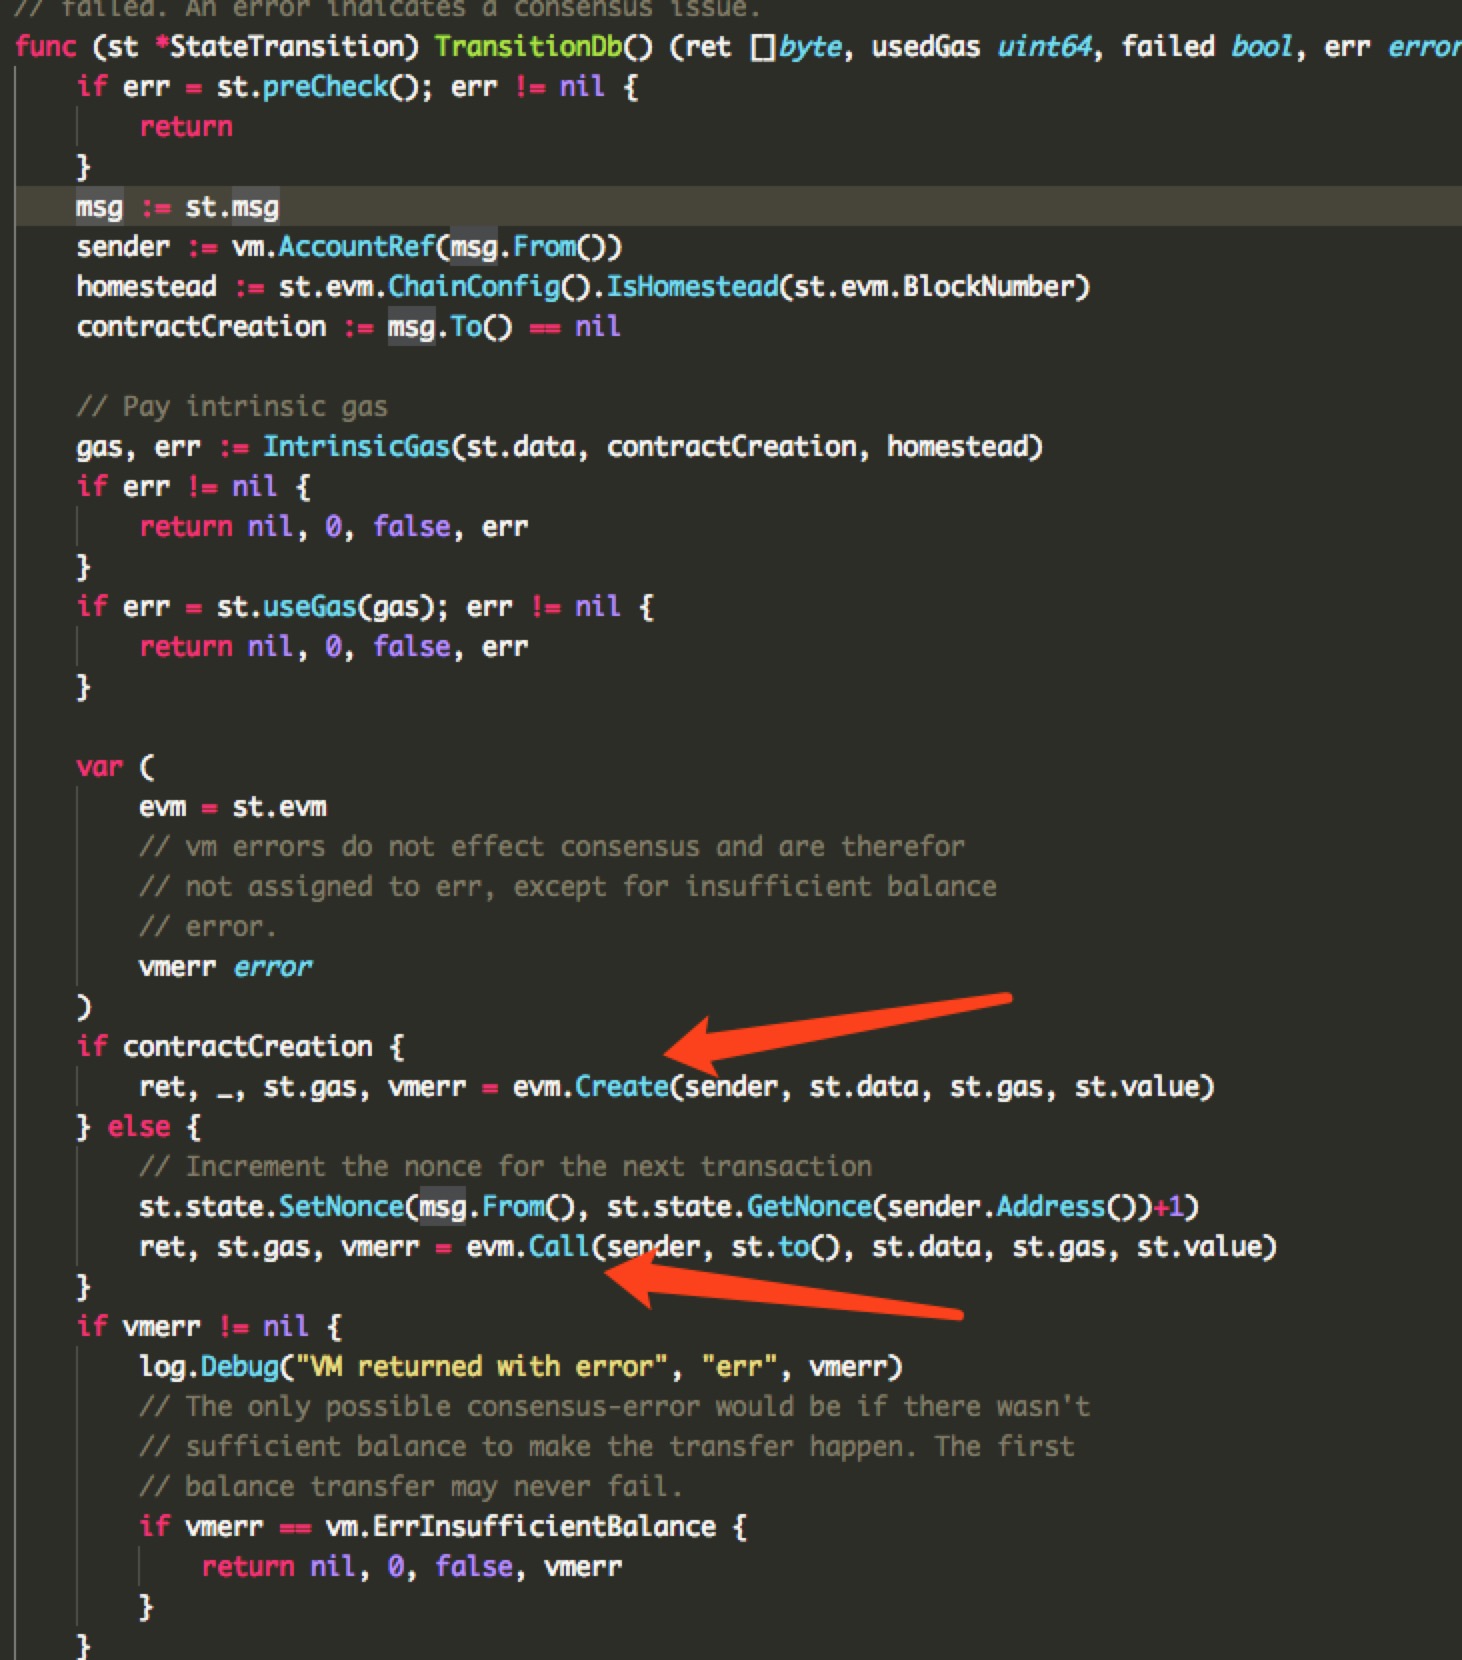 // failed. An error indicates a consensus issue.
func (st *StateTransition) TransitionDb() (ret []byte, usedGas uint64, failed bool, err error
    if err = st.preCheck(); err != nil {
        return
    }
    msg := st.msg
    sender := vm.AccountRef(msg.From())
    homestead := st.evm.ChainConfig().IsHomestead(st.evm.BlockNumber)
    contractCreation := msg.To() == nil

    // Pay intrinsic gas
    gas, err := IntrinsicGas(st.data, contractCreation, homestead)
    if err != nil {
        return nil, 0, false, err
    }
    if err = st.useGas(gas); err != nil {
        return nil, 0, false, err
    }

    var (
        evm = st.evm
        // vm errors do not effect consensus and are therefor
        // not assigned to err, except for insufficient balance
        // error.
        vmerr error
    )
    if contractCreation {
        ret, _, st.gas, vmerr = evm.Create(sender, st.data, st.gas, st.value)
    } else {
        // Increment the nonce for the next transaction
        st.state.SetNonce(msg.From(), st.state.GetNonce(sender.Address())+1)
        ret, st.gas, vmerr = evm.Call(sender, st.to(), st.data, st.gas, st.value)
    }
    if vmerr != nil {
        log.Debug("VM returned with error", "err", vmerr)
        // The only possible consensus-error would be if there wasn't
        // sufficient balance to make the transfer happen. The first
        // balance transfer may never fail.
        if vmerr == vm.ErrInsufficientBalance {
            return nil, 0, false, vmerr
        }
    }